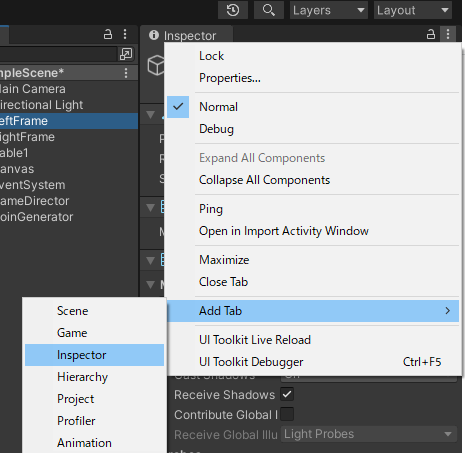 Layers
Layout
Inspector
mpleScene*
ain Camera
irectional Light
eftFrame
ightFrame
able1
anvas
ventSystem
ameDirector
oinGenerator
Lock
Properties...
Normal
Debug
Expand All Components
Collapse All Components
Ping
Open in Import Activity Window
Maximize
Close Tab
Add Tab
UI Toolkit Live Reload
UI Toolkit Debugger Ctrl+F5
Scene
Game
Inspector
Hierarchy
Project
Profiler
Animation
Receive Shadows
Contribute Global I
Receive Global Illu Light Probes